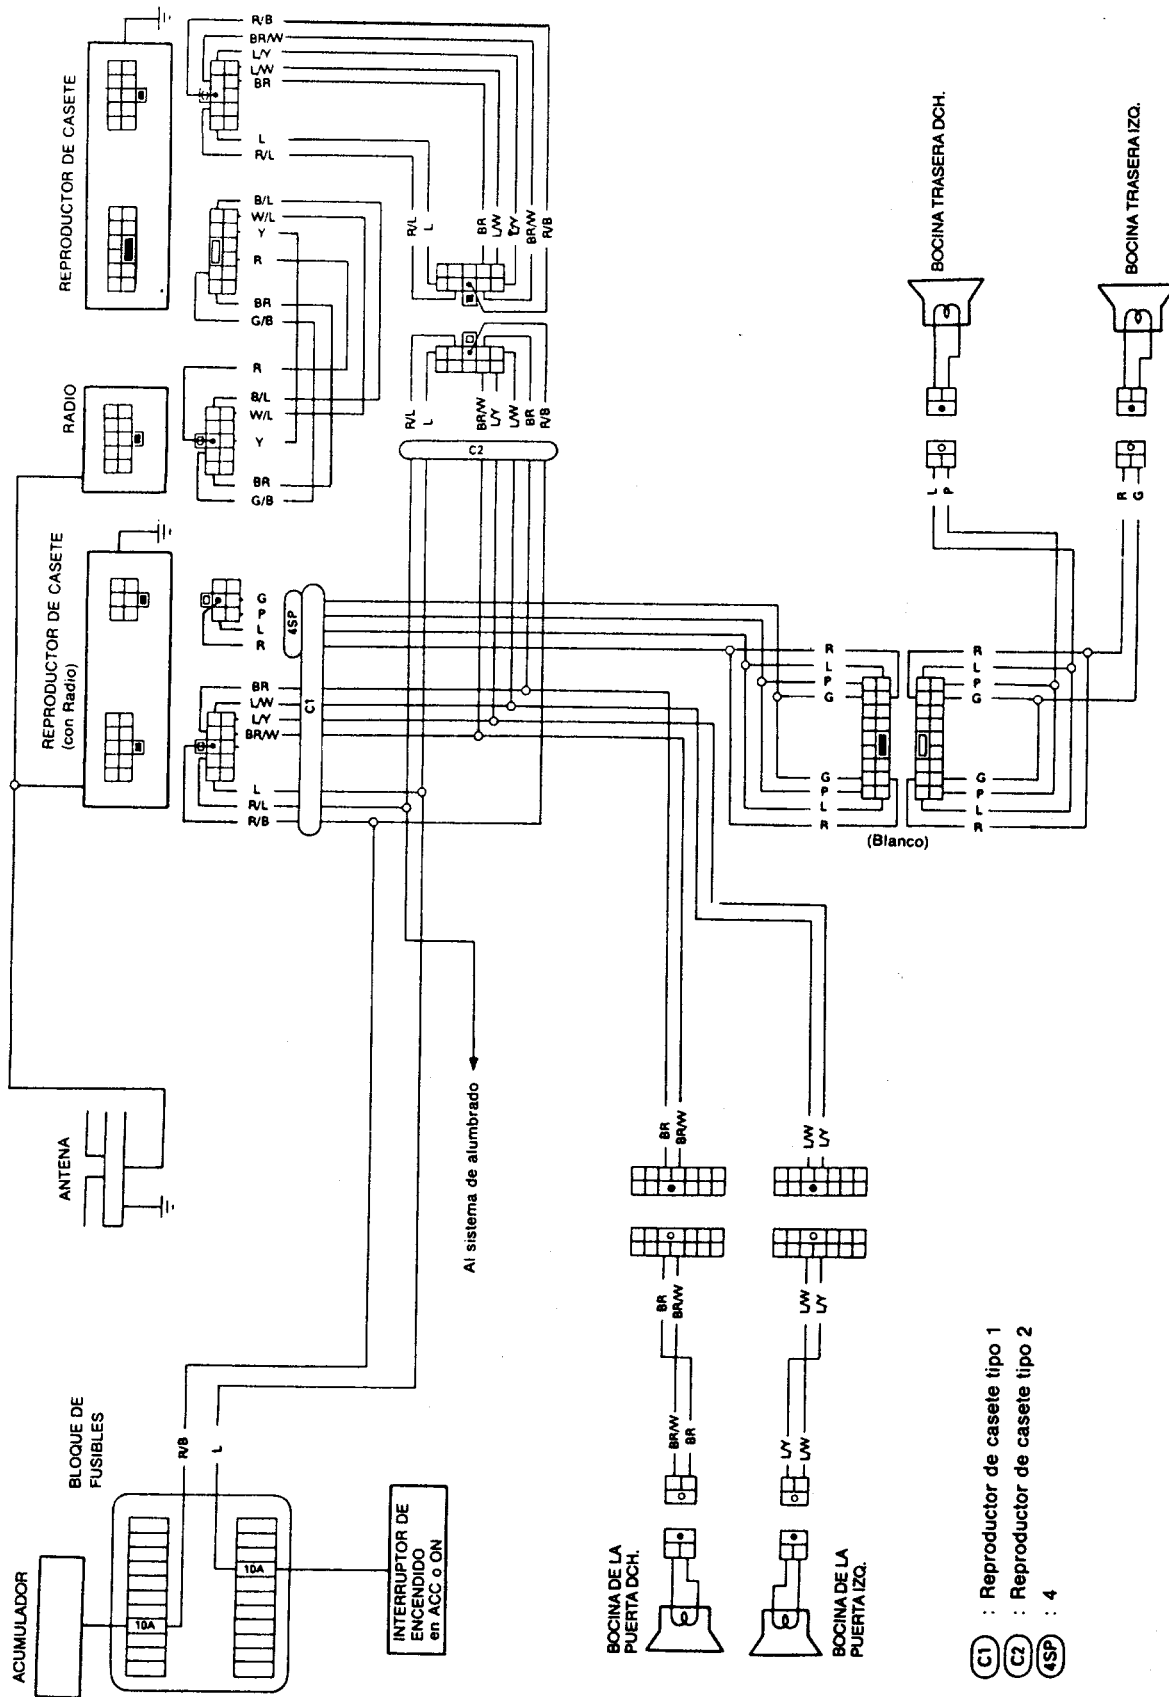 REPRODUCTOR DE CASETE
RADIO
REPRODUCTOR DE CASETE
(con Radio)
ANTENA
BLOQUE DE
FUSIBLES
ACUMULADOR
10A
10A
R/B
L
INTERRUPTOR DE
ENCENDIDO
en ACC o ON
R/B
BR/W
L/Y
L/W
BR
L
R/L
B/L
W/L
Y
R
BR
G/B
R
B/L
W/L
Y
BR
G/B
G
P
L
R
4SP
C1
BR
L/W
L/Y
BR/W
L
R/L
R/B
R/L
L
BR
L/W
L/Y
BR/W
R/B
R/L
L
BR/W
L/Y
L/W
BR
R/B
C2
Al sistema de alumbrado
BOCINA TRASERA DCH.
BOCINA TRASERA IZQ.
L
P
R
G
R
L
P
G
G
P
L
R
R
L
P
G
G
P
L
R
(Blanco)
BR
BR/W
L/W
L/Y
BR
BR/W
L/W
L/Y
BR/W
BR
L/Y
L/W
BOCINA DE LA
PUERTA DCH.
BOCINA DE LA
PUERTA IZQ.
C1 : Reproductor de casete tipo 1
C2 : Reproductor de casete tipo 2
4SP : 4